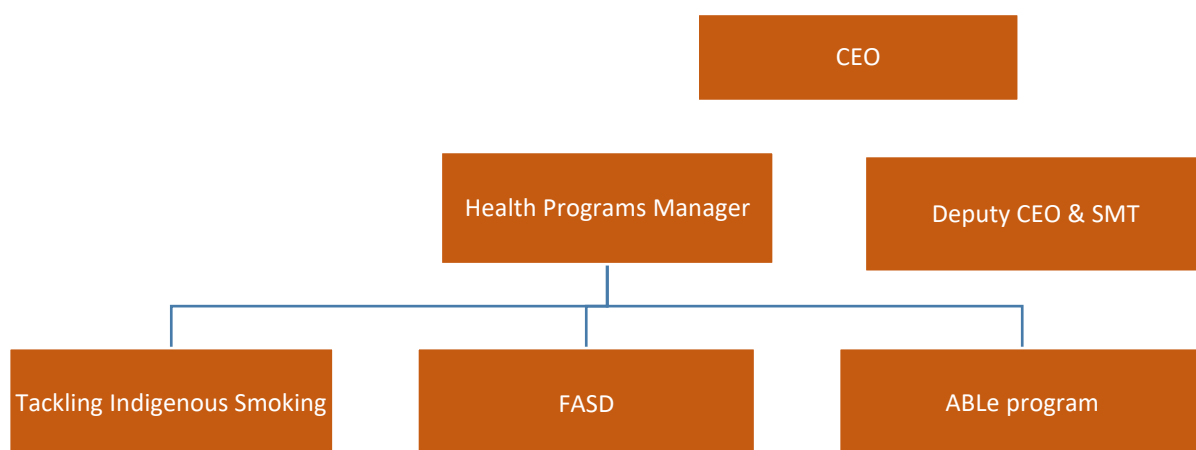 CEO
Health Programs Manager
Deputy CEO & SMT
Tackling Indigenous Smoking
FASD
ABLe program